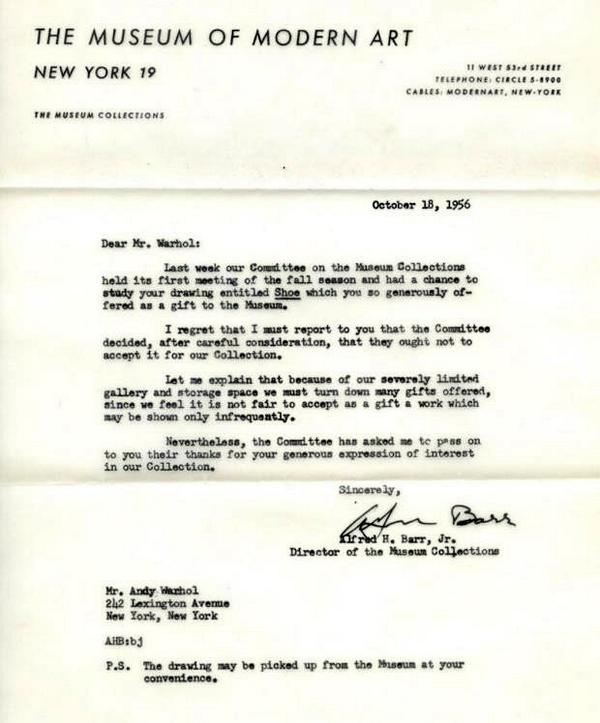 THE MUSEUM OF MODERN ART
NEW YORK 19
11 WEST 53rd STREET
TELEPHONE: CIRCLE 5-8900
CABLES: MODERNART, NEW-YORK
THE MUSEUM COLLECTIONS
October 18, 1956
Dear Mr. Warhol:
Last week our Committee on the Museum Collections
held its first meeting of the fall season and had a chance to
study your drawing entitled Shoe which you so generously of-
fered as a gift to the Museum.
I regret that I must report to you that the Committee
decided, after careful consideration, that they ought not to
accept it for our Collection.
Let me explain that because of our severely limited
gallery and storage space we must turn down many gifts offered,
since we feel it is not fair to accept as a gift a work which
may be shown only infrequently.
Nevertheless, the Committee has asked me to pass on
to you their thanks for your generous expression of interest
in our Collection.
Sincerely,
Barr
Alfred H. Barr, Jr.
Director of the Museum Collections
Mr. Andy Warhol
242 Lexington Avenue
New York, New York
AHB:bj
P.S. The drawing may be picked up from the Museum at your
convenience.